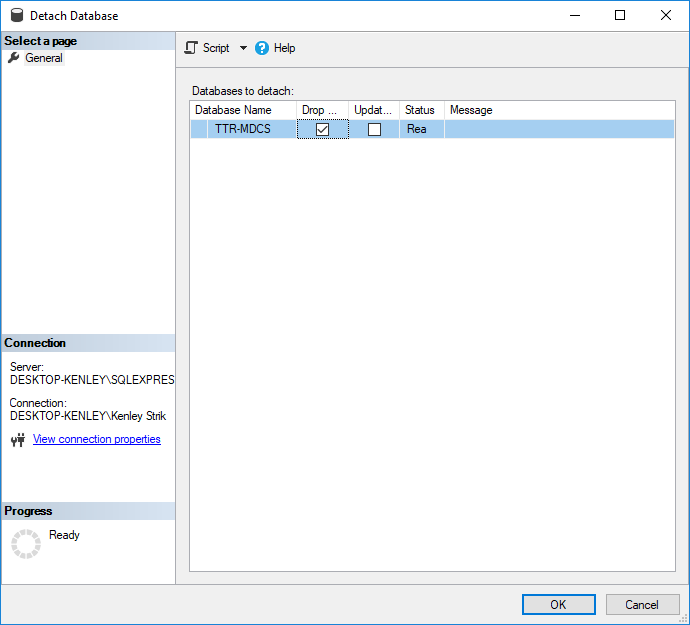 Detach Database
Select a page
General
Script
Help
Databases to detach:
Database Name Drop ... Updat... Status Message
TTR-MDCS Rea
Connection
Server:
DESKTOP-KENLEY\SQLEXPRES
Connection:
DESKTOP-KENLEY\Kenley Strik
View connection properties
Progress
Ready
OK Cancel